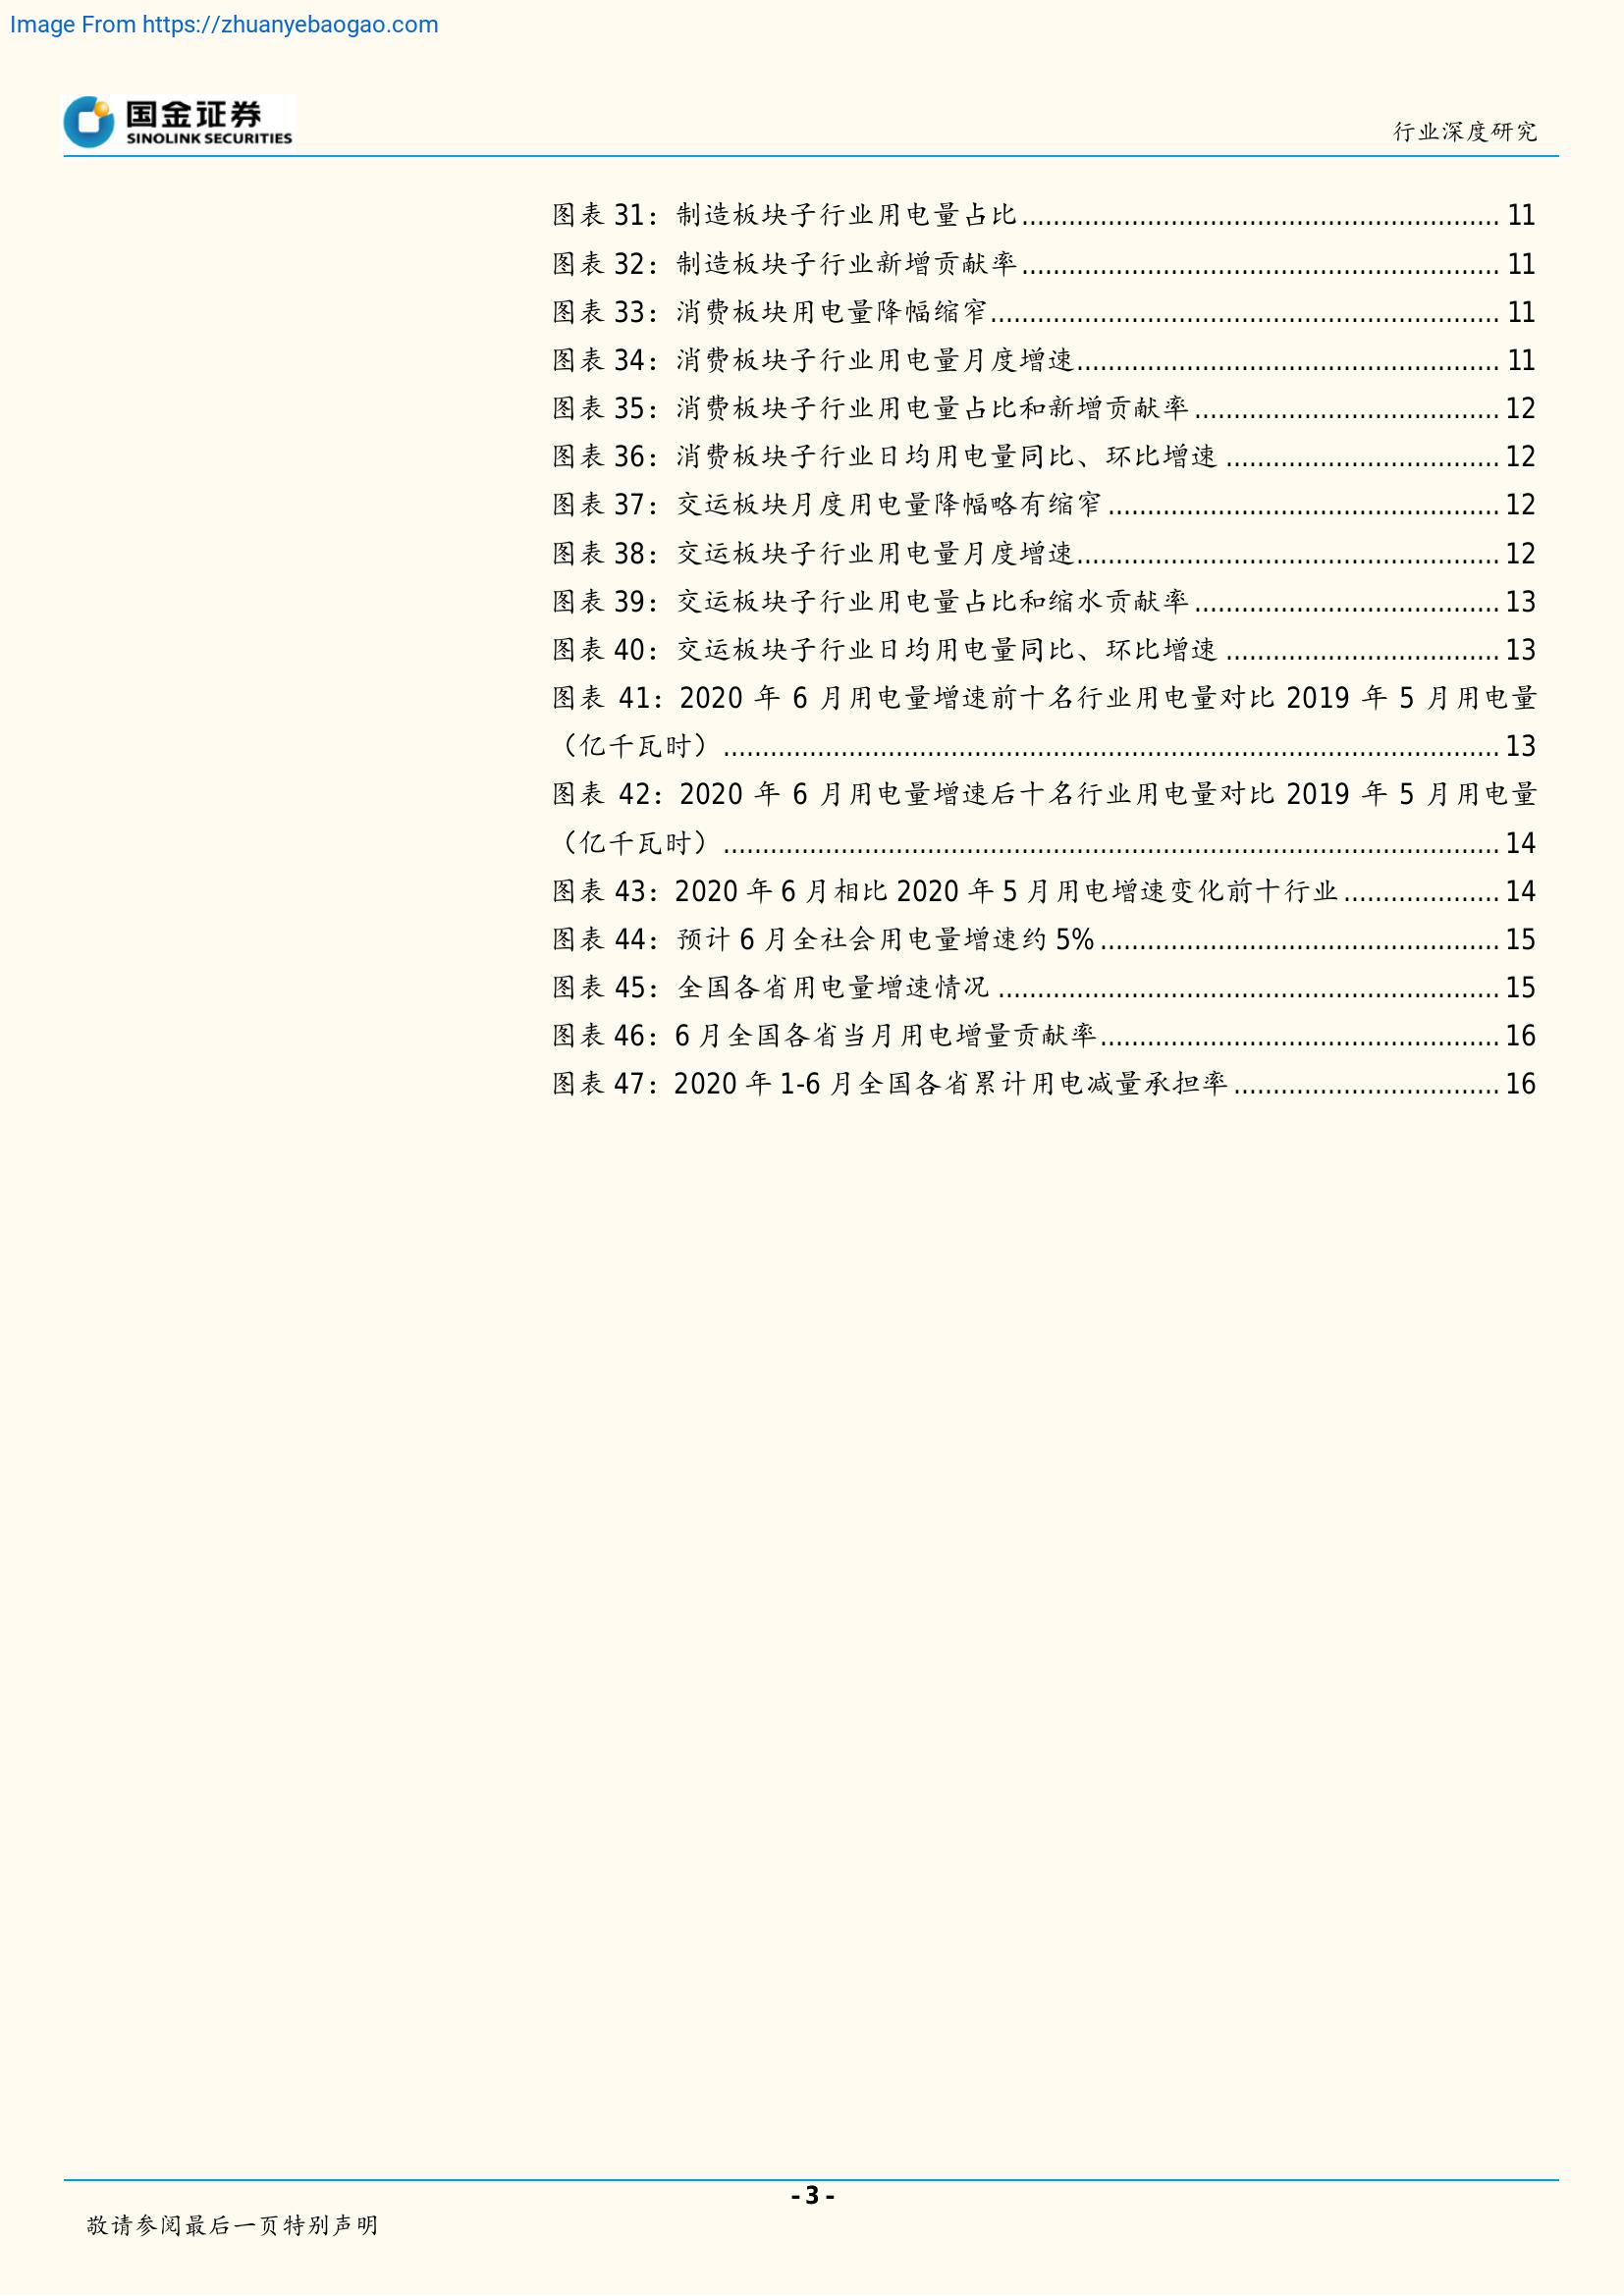 Image From https://zhuanyebaogao.com
国金证券
SINOLINK SECURITIES
行业深度研究
图表 31：制造板块子行业用电量占比............................................................. 11
图表 32：制造板块子行业新增贡献率............................................................. 11
图表 33：消费板块用电量降幅缩窄................................................................. 11
图表 34：消费板块子行业用电量月度增速...................................................... 11
图表 35：消费板块子行业用电量占比和新增贡献率....................................... 12
图表 36：消费板块子行业日均用电量同比、环比增速 ................................... 12
图表 37：交运板块月度用电量降幅略有缩窄 .................................................. 12
图表 38：交运板块子行业用电量月度增速...................................................... 12
图表 39：交运板块子行业用电量占比和缩水贡献率....................................... 13
图表 40：交运板块子行业日均用电量同比、环比增速 ................................... 13
图表 41：2020 年 6 月用电量增速前十名行业用电量对比 2019 年 5 月用电量
（亿千瓦时）................................................................................................... 13
图表 42：2020 年 6 月用电量增速后十名行业用电量对比 2019 年 5 月用电量
（亿千瓦时）................................................................................................... 14
图表 43：2020 年 6 月相比 2020 年 5 月用电增速变化前十行业.................... 14
图表 44：预计 6 月全社会用电量增速约 5%................................................... 15
图表 45：全国各省用电量增速情况 ................................................................ 15
图表 46：6 月全国各省当月用电增量贡献率................................................... 16
图表 47：2020 年 1-6 月全国各省累计用电减量承担率.................................. 16
- 3 -
敬请参阅最后一页特别声明